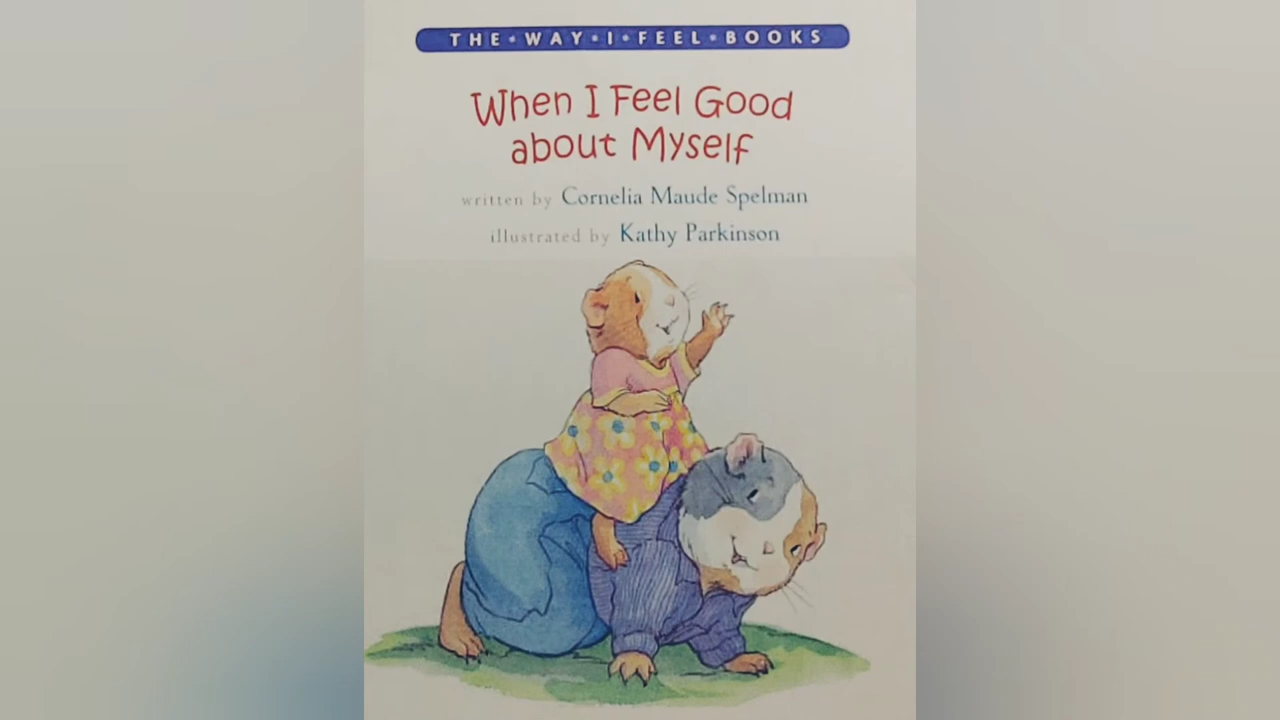 THE•WAY•I•FEEL•BOOKS
When I Feel Good
about Myself
written by Cornelia Maude Spelman
illustrated by Kathy Parkinson